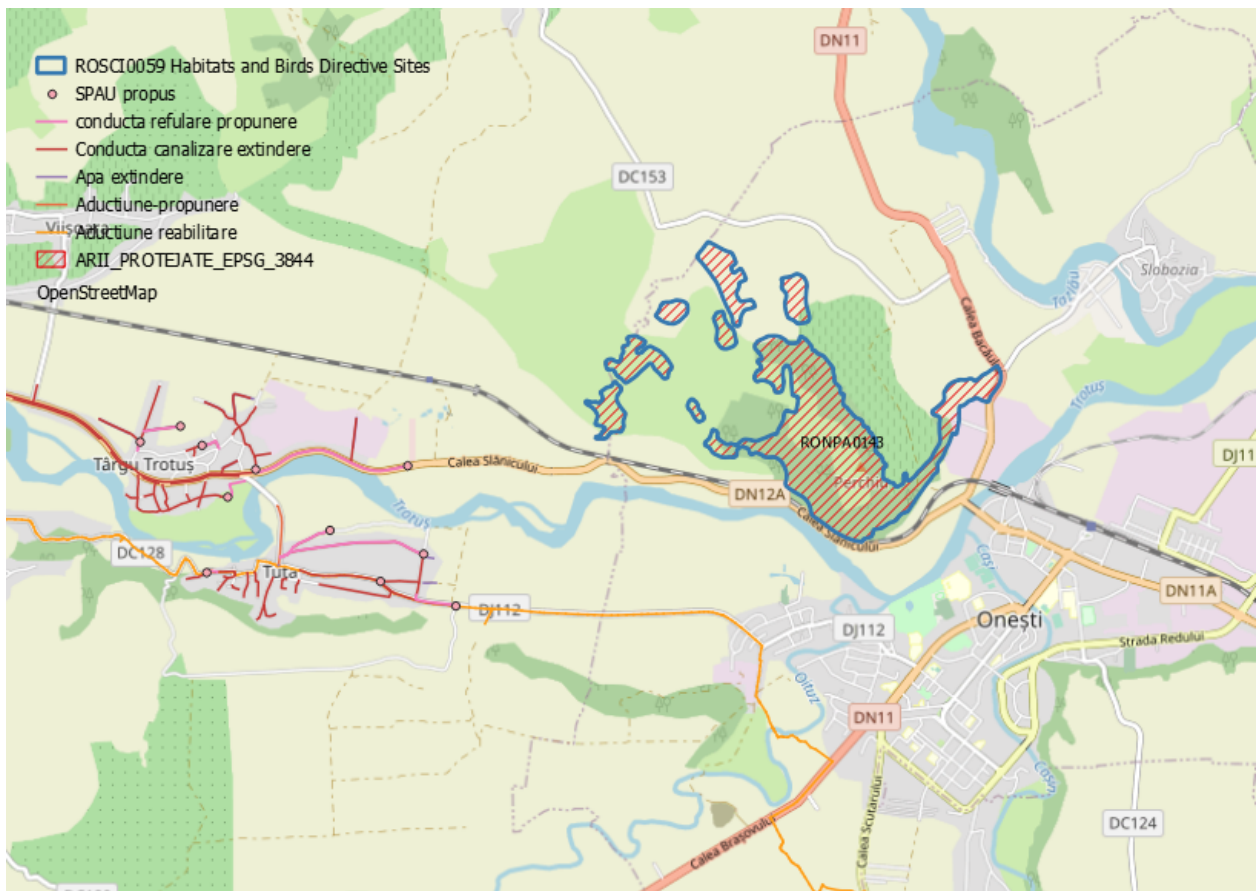 ROSCI0059 Habitats and Birds Directive Sites
SPAU propus
conducta refulare propunere
Conducta canalizare extindere
Apa extindere
Aductiune-propunere
Aductiune reabilitare
ARII_PROTEJATE_EPSG_3844
OpenStreetMap
DN11
DC153
Viișoara
Slobozia
Tazlău
Calea Bacăului
Trotuș
RONPA0143
Perchiu
DJ11
Târgu Trotuș
Calea Slănicului
DN12A
Calea Slănicului
Trotuș
DC128
Tuta
DJ112
DJ112
Cași
Onești
DN11A
Strada Redului
Oituz
DN11
Cașin
Calea Scutarului
Calea Brașovului
DC124